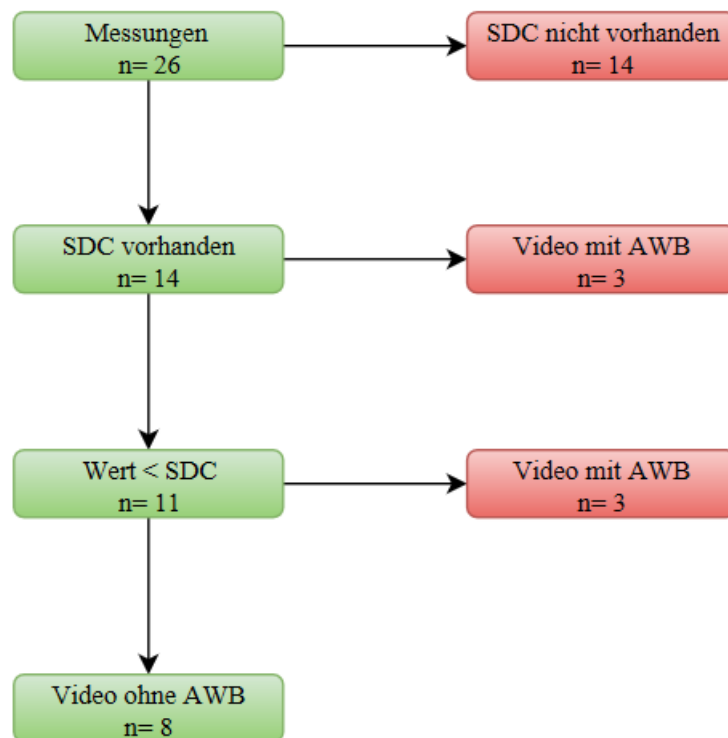 Messungen
n= 26
SDC nicht vorhanden
n= 14
SDC vorhanden
n= 14
Video mit AWB
n= 3
Wert < SDC
n= 11
Video mit AWB
n= 3
Video ohne AWB
n= 8